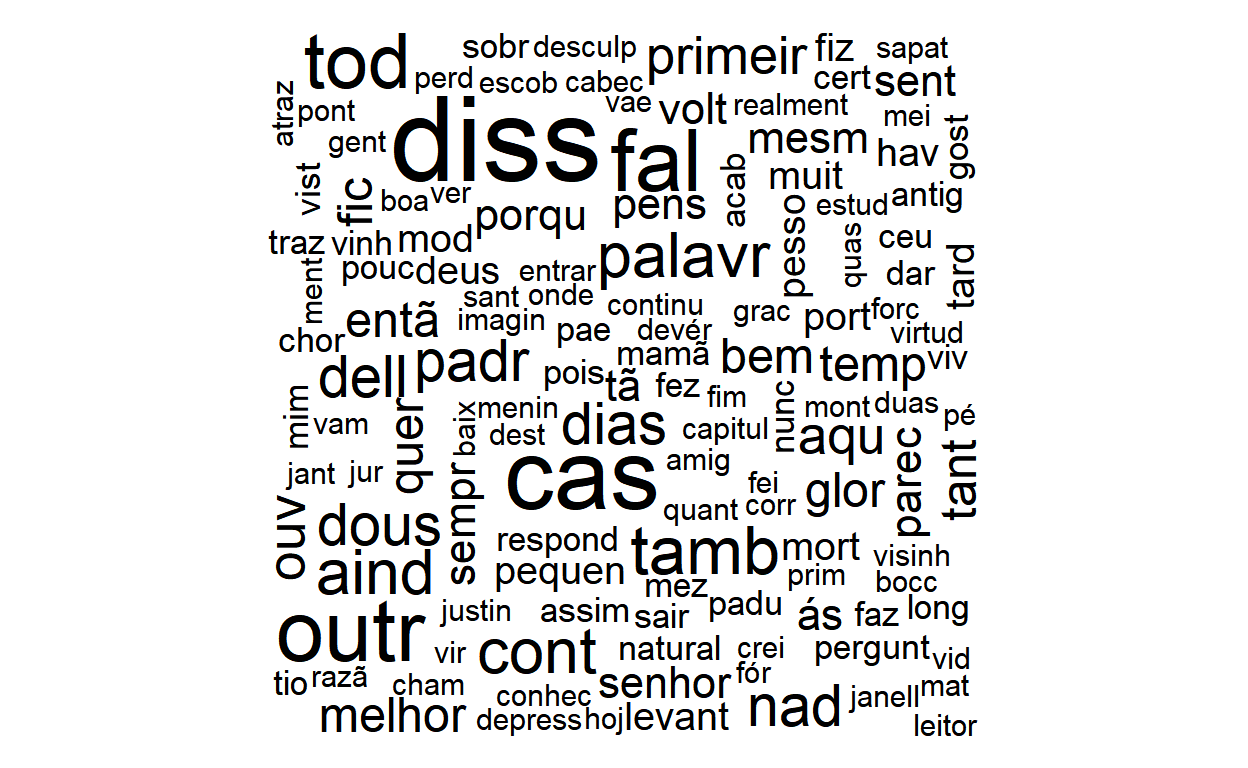 tod
sobr
desculp
primeir
fiz
sapat
perd
escob
cabec
cert
sent
atraz
pont
diss
vae
volt
realment
mei
gent
fal
mesm
hav
gost
vist
fic
boa
ver
acab
muit
porqu
pens
pesso
estud
antig
traz
vinh
mod
palavr
quas
ceu
tard
ment
pouc
deus
entrar
dar
sant
onde
continu
grac
port
forc
chor
entã
imagin
pae
devér
virtud
dell
padr
mamã
bem
temp
viv
pois
tã
fez
fim
nunc
mont
duas
pé
mim
vam
quer
baix
menin
dest
dias
capitul
aqu
parec
tant
jant
jur
sempr
cas
amig
fei
corr
glor
quant
ouv
dous
respond
tamb
mort
visinh
aind
pequen
mez
prim
bocc
outr
justin
assim
sair
padu
ás
faz
long
vir
cont
natural
crei
pergunt
vid
tio
razã
cham
conhec
senhor
fór
janell
mat
melhor
depress
hoj
levant
nad
leitor